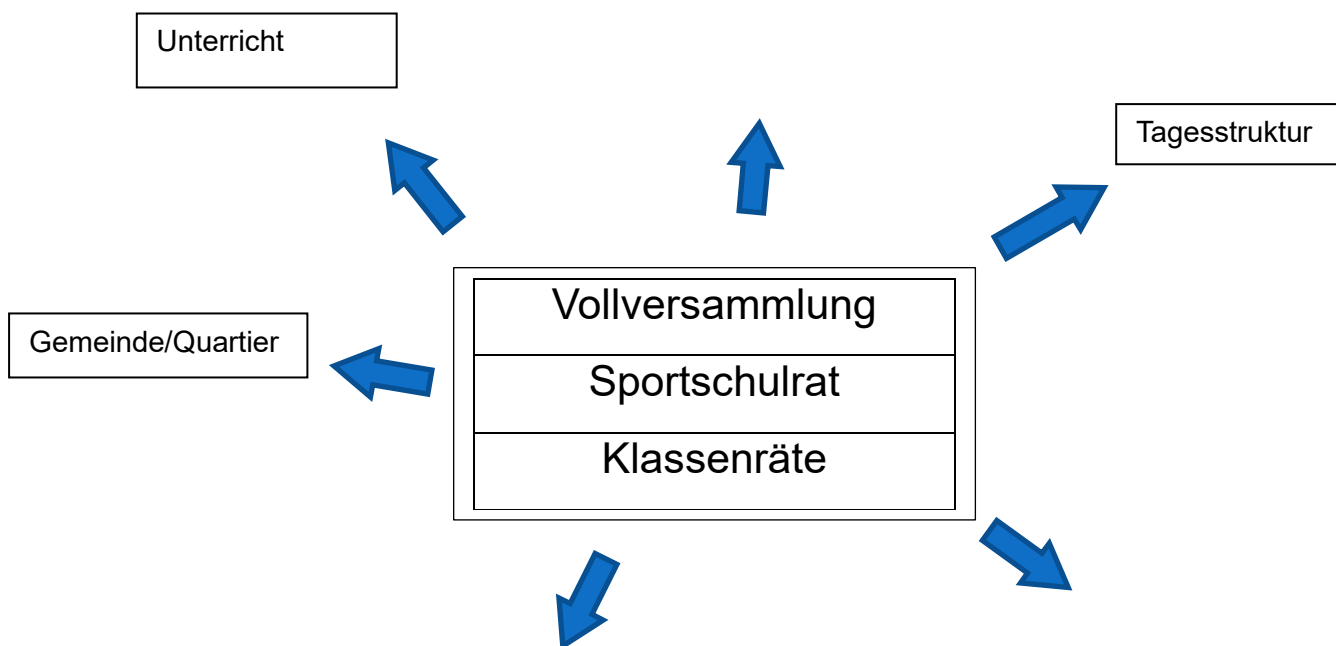 Unterricht
Tagesstruktur
Gemeinde/Quartier
Vollversammlung
Sportschulrat
Klassenräte